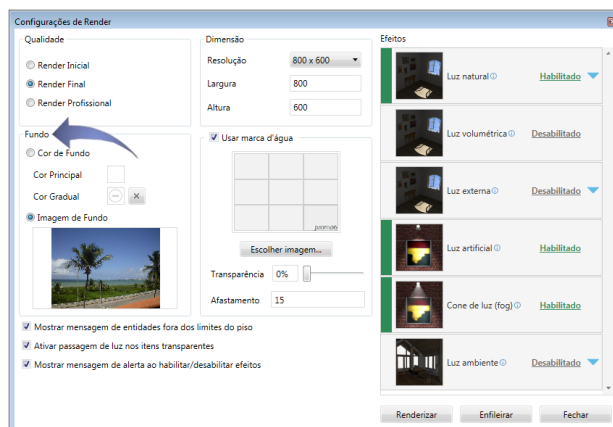 Configurações de Render
Qualidade
Render Inicial
Render Final
Render Profissional
Fundo
Cor de Fundo
Cor Principal
Cor Gradual
Imagem de Fundo
Dimensão
Resolução 800 x 600
Largura 800
Altura 600
Usar marca d'água
promob
Escolher imagem...
Transparência 0%
Afastamento 15
Mostrar mensagem de entidades fora dos limites do piso
Ativar passagem de luz nos itens transparentes
Mostrar mensagem de alerta ao habilitar/desabilitar efeitos
Efeitos
Luz natural Habilitado
Luz volumétrica Desabilitado
Luz externa Desabilitado
Luz artificial Habilitado
Cone de luz (fog) Habilitado
Luz ambiente Desabilitado
Renderizar Enfileirar Fechar